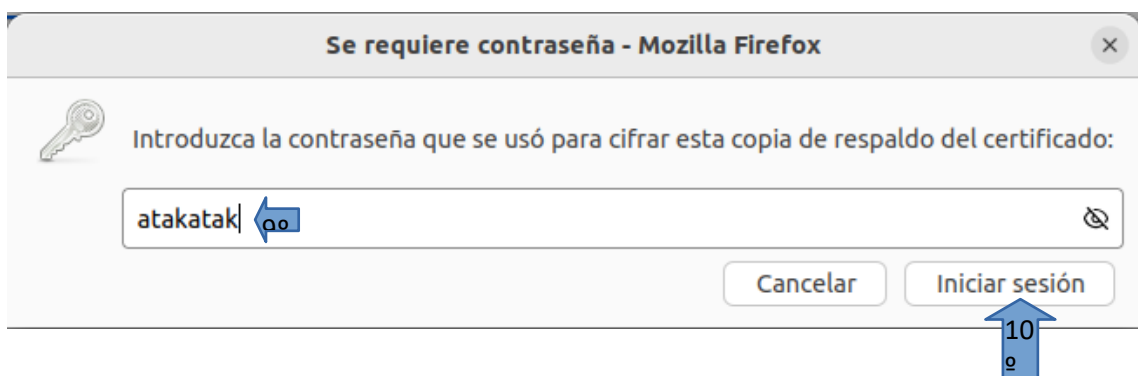 Se requiere contraseña - Mozilla Firefox
Introduzca la contraseña que se usó para cifrar esta copia de respaldo del certificado:
atakatak
Cancelar Iniciar sesión
10
º